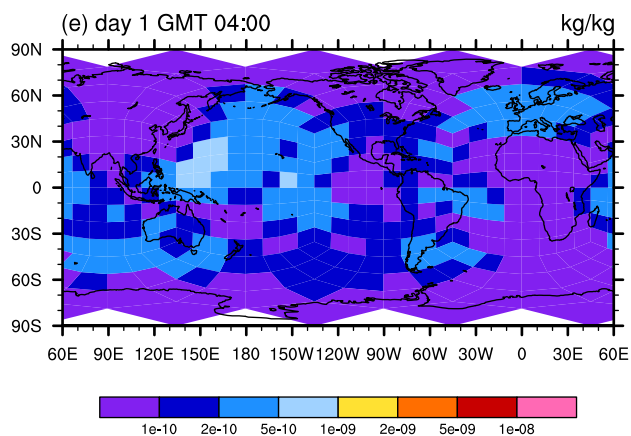 (e) day 1 GMT 04:00 kg/kg
90N
60N
30N
0
30S
60S
90S
60E 90E 120E 150E 180 150W 120W 90W 60W 30W 0 30E 60E
1e-10 2e-10 5e-10 1e-09 2e-09 5e-09 1e-08